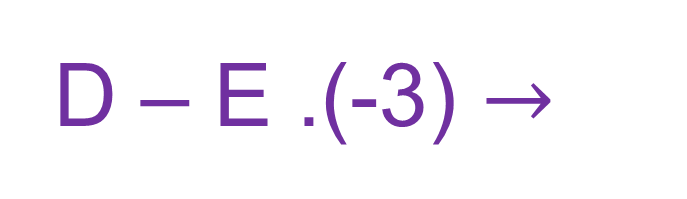 D – E .(-3) →